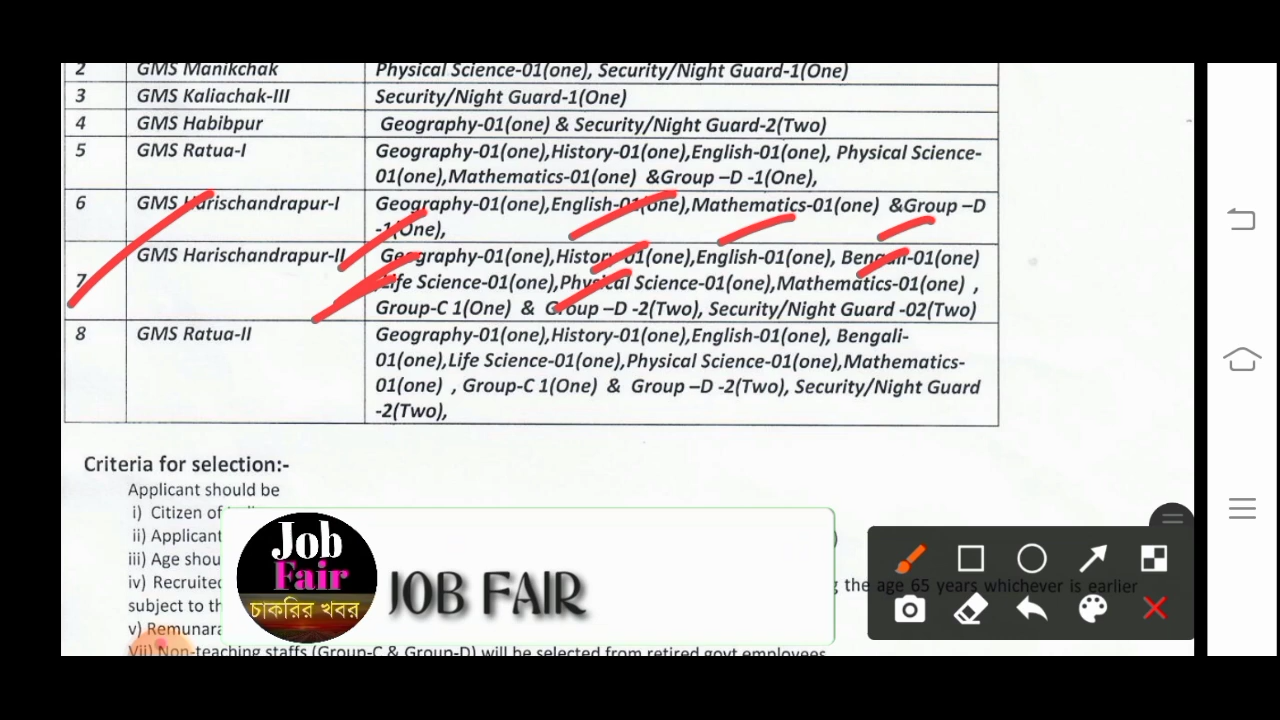 2 GMS Manikchak Physical Science-01(one), Security/Night Guard-1(One)
3 GMS Kaliachak-III Security/Night Guard-1(One)
4 GMS Habibpur Geography-01(one) & Security/Night Guard-2(Two)
5 GMS Ratua-I Geography-01(one),History-01(one),English-01(one), Physical Science-
01(one),Mathematics-01(one) &Group –D -1(One),
6 GMS Harischandrapur-I Geography-01(one),English-01(one),Mathematics-01(one) &Group –D
-1(One),
7 GMS Harischandrapur-II Geography-01(one),History-01(one),English-01(one), Bengali-01(one)
,Life Science-01(one),Physical Science-01(one),Mathematics-01(one) ,
Group-C 1(One) & Group –D -2(Two), Security/Night Guard -02(Two)
8 GMS Ratua-II Geography-01(one),History-01(one),English-01(one), Bengali-
01(one),Life Science-01(one),Physical Science-01(one),Mathematics-
01(one) , Group-C 1(One) & Group –D -2(Two), Security/Night Guard
-2(Two),
Criteria for selection:-
Applicant should be
i) Citizen of
ii) Applicant
iii) Age
iv) Recruited the age 65 years whichever is earlier
subject to
v)
Vii) Non-teaching staffs (Group-C & Group-D) will be selected from retired govt employees
Job
Fair
চাকরির খবর
JOB FAIR